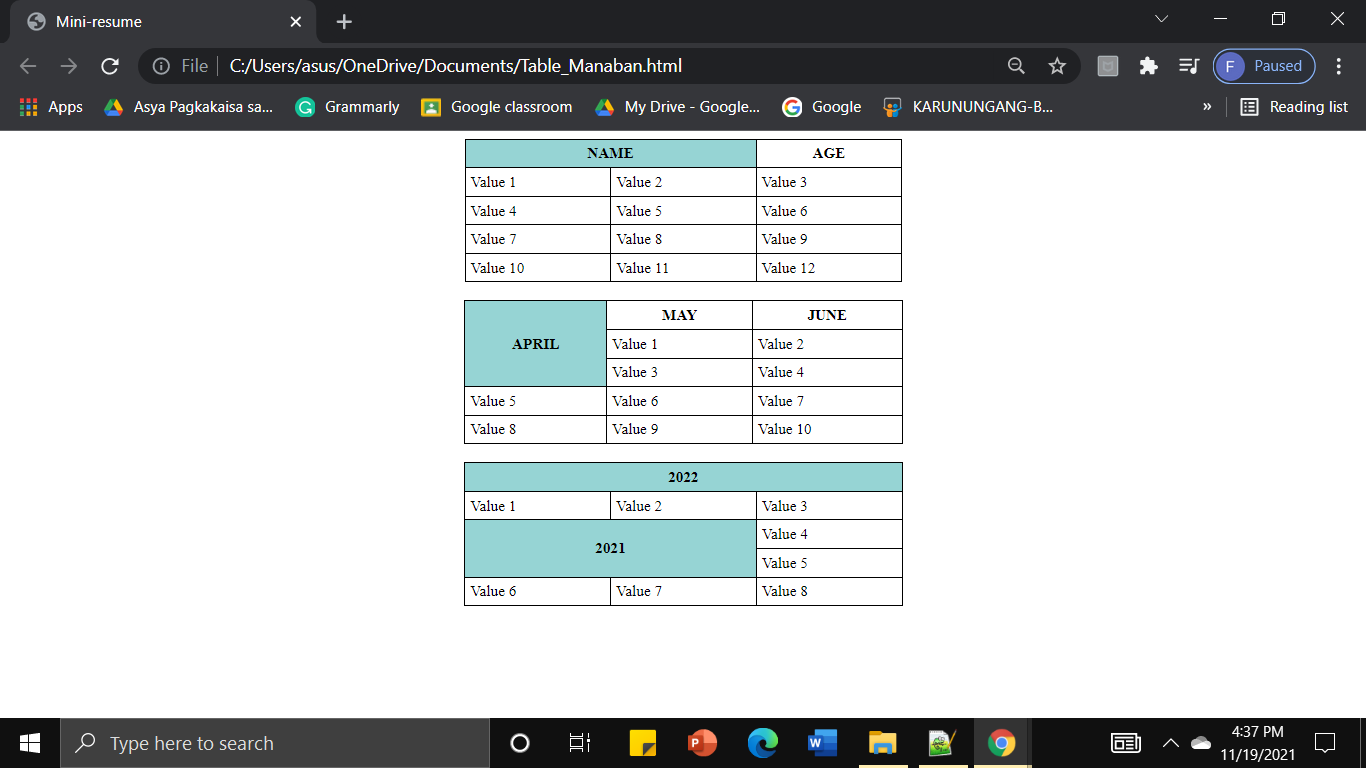 Mini-resume
File C:/Users/asus/OneDrive/Documents/Table_Manaban.html F Paused
Apps Asya Pagkakaisa sa... Grammarly Google classroom My Drive - Google... Google KARUNUNGANG-B... » Reading list
NAME AGE
Value 1 Value 2 Value 3
Value 4 Value 5 Value 6
Value 7 Value 8 Value 9
Value 10 Value 11 Value 12
MAY JUNE
APRIL Value 1 Value 2
Value 3 Value 4
Value 5 Value 6 Value 7
Value 8 Value 9 Value 10
2022
Value 1 Value 2 Value 3
2021 Value 4
Value 5
Value 6 Value 7 Value 8
Type here to search
4:37 PM
11/19/2021